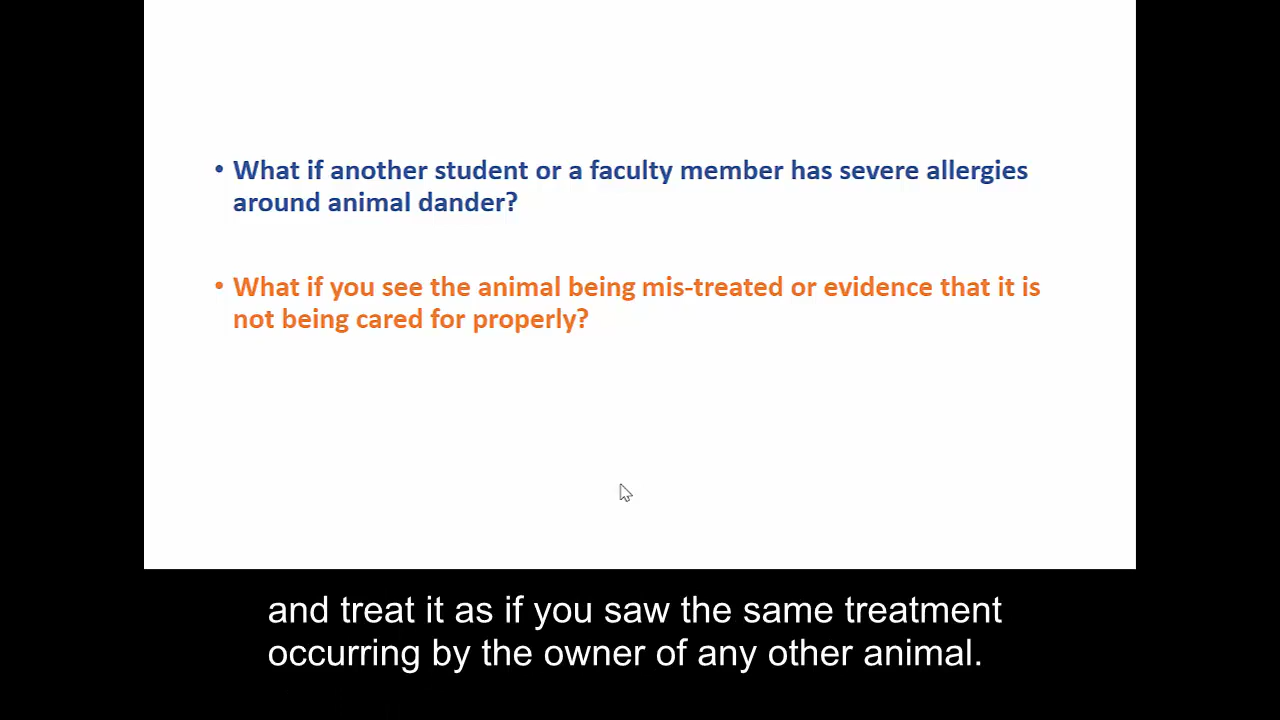 • What if another student or a faculty member has severe allergies
around animal dander?
• What if you see the animal being mis-treated or evidence that it is
not being cared for properly?
and treat it as if you saw the same treatment
occurring by the owner of any other animal.